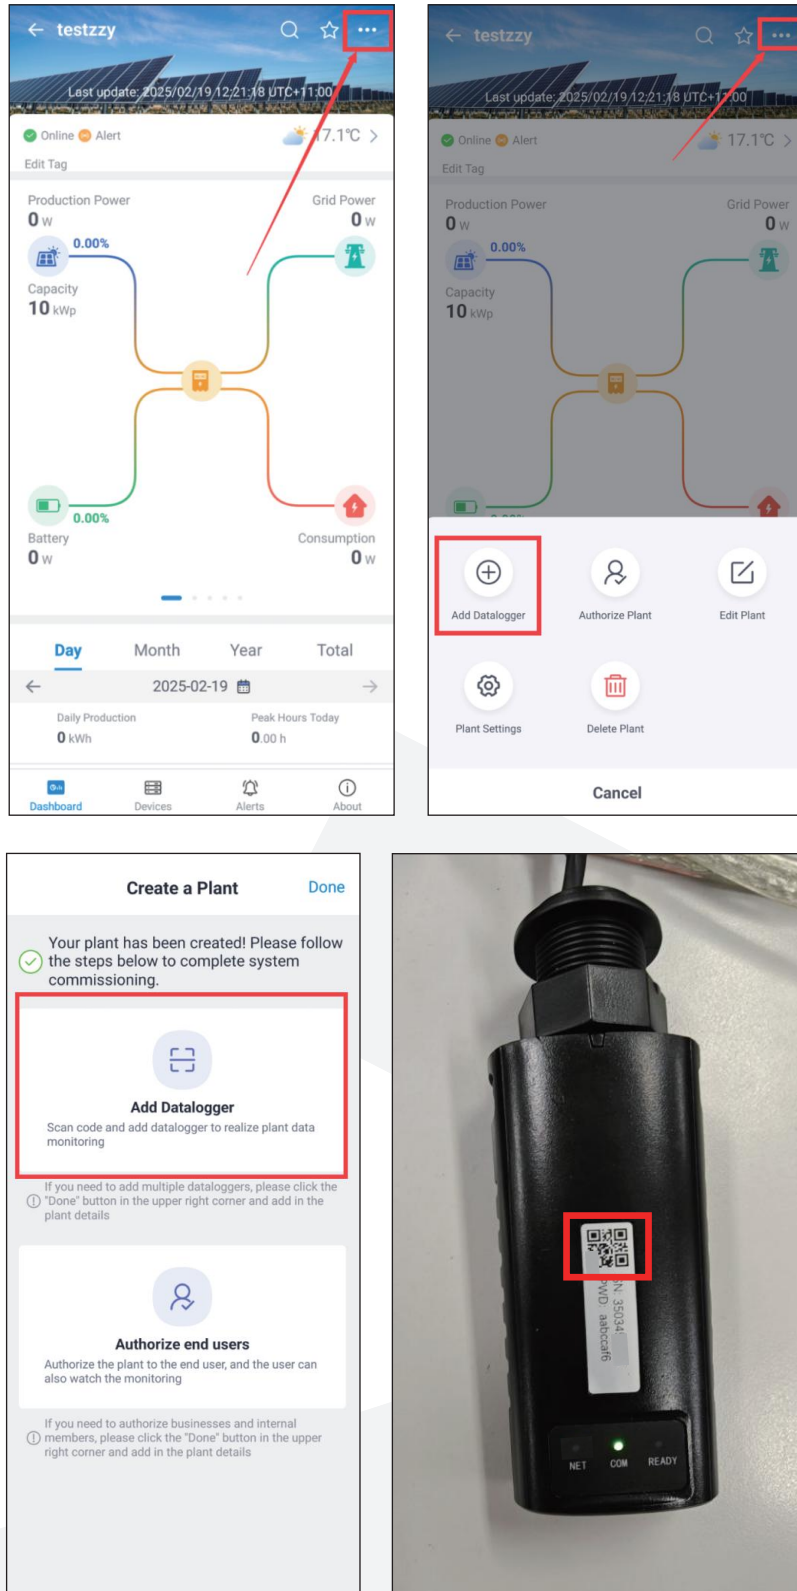 testzzy
Last update: 2025/02/19 12:21:18 UTC+11:00
Online Alert
17.1℃
Edit Tag
Production Power
0 W
Grid Power
0 W
0.00%
Capacity
10 kWp
0.00%
Battery
0 W
Consumption
0 W
Day Month Year Total
2025-02-19
Daily Production
0 kWh
Peak Hours Today
0.00 h
Dashboard Devices Alerts About
testzzy
Last update: 2025/02/19 12:21:18 UTC+11:00
Online Alert
17.1℃
Edit Tag
Production Power
0 W
Grid Power
0 W
0.00%
Capacity
10 kWp
Add Datalogger Authorize Plant Edit Plant
Plant Settings Delete Plant
Cancel
Create a Plant Done
Your plant has been created! Please follow
the steps below to complete system
commissioning.
Add Datalogger
Scan code and add datalogger to realize plant data
monitoring
If you need to add multiple dataloggers, please click the
"Done" button in the upper right corner and add in the
plant details
Authorize end users
Authorize the plant to the end user, and the user can
also watch the monitoring
If you need to authorize businesses and internal
members, please click the "Done" button in the upper
right corner and add in the plant details
SN: 35034
PWD: aabccaf6
NET COM READY